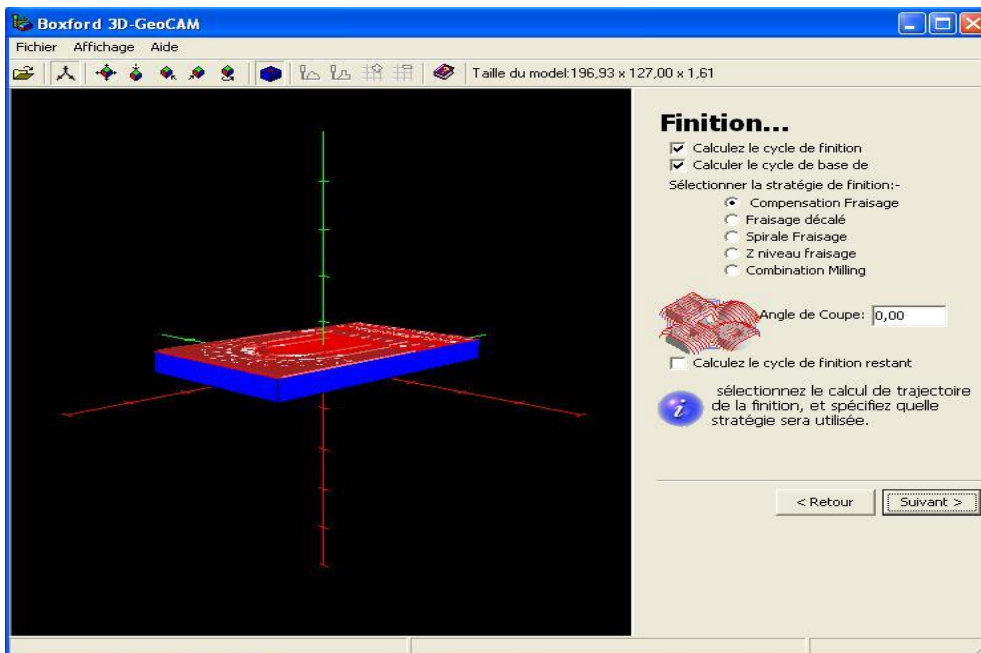 Boxford 3D-GeoCAM
Fichier Affichage Aide
Taille du model:196,93 x 127,00 x 1,61
Finition...
Calculez le cycle de finition
Calculer le cycle de base de
Sélectionner la stratégie de finition:-
Compensation Fraisage
Fraisage décalé
Spirale Fraisage
Z niveau fraisage
Combination Milling
Angle de Coupe: 0,00
Calculez le cycle de finition restant
sélectionnez le calcul de trajectoire
de la finition, et spécifiez quelle
stratégie sera utilisée.
< Retour Suivant >